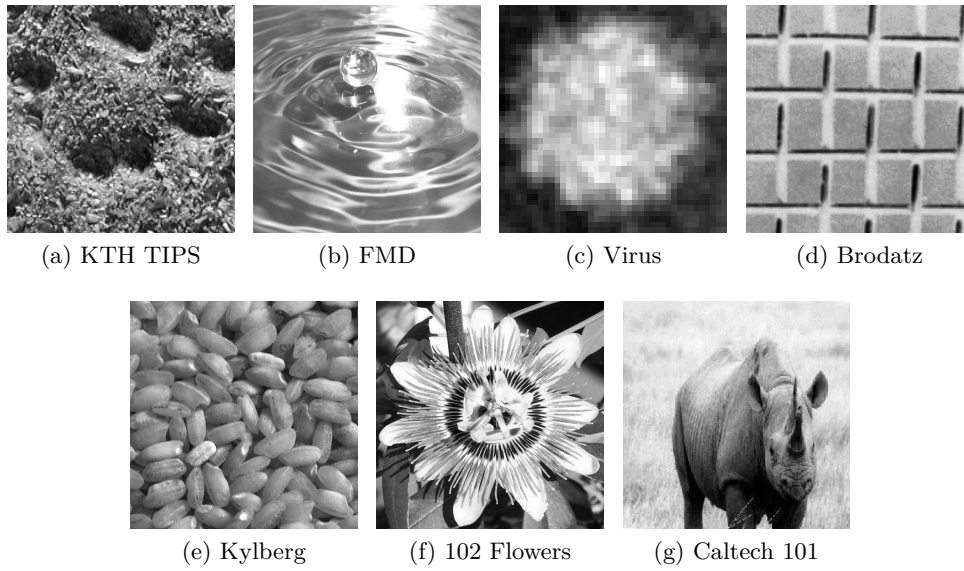 (a) KTH TIPS
(b) FMD
(c) Virus
(d) Brodatz
(e) Kylberg
(f) 102 Flowers
(g) Caltech 101